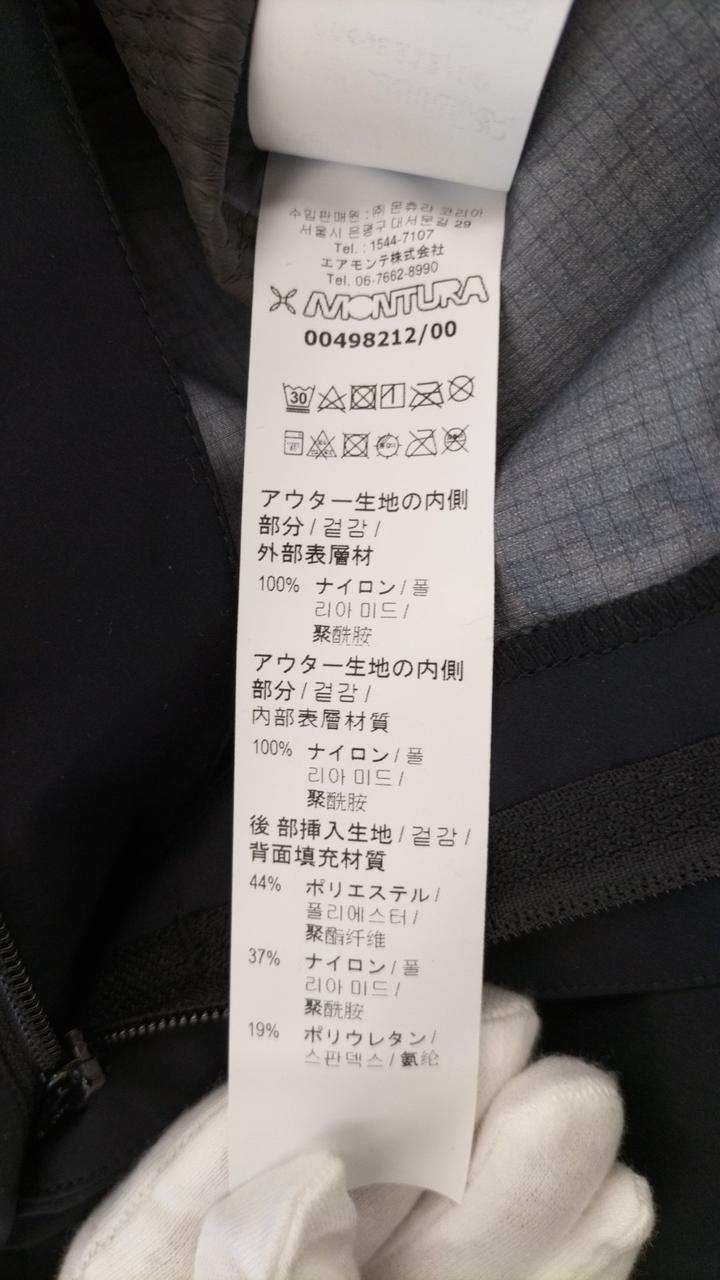 수입판매원 : ㈜ 몬츄라 코리아
서울시 은평구 대서문길 29
Tel. : 1544-7107
エアモンテ株式会社
Tel. 06-7662-8990
MONTURA
00498212/00
30
アウター生地の内側
部分 / 겉감 /
外部表層材
100% ナイロン / 폴
리아미드 /
聚酰胺
アウター生地の内側
部分 / 겉감 /
內部表層材質
100% ナイロン / 폴
리아미드 /
聚酰胺
後部挿入生地 / 겉감 /
背面填充材質
44% ポリエステル /
폴리에스터 /
聚酯纤维
37% ナイロン / 폴
리아미드 /
聚酰胺
19% ポリウレタン /
스판덱스 / 氨纶